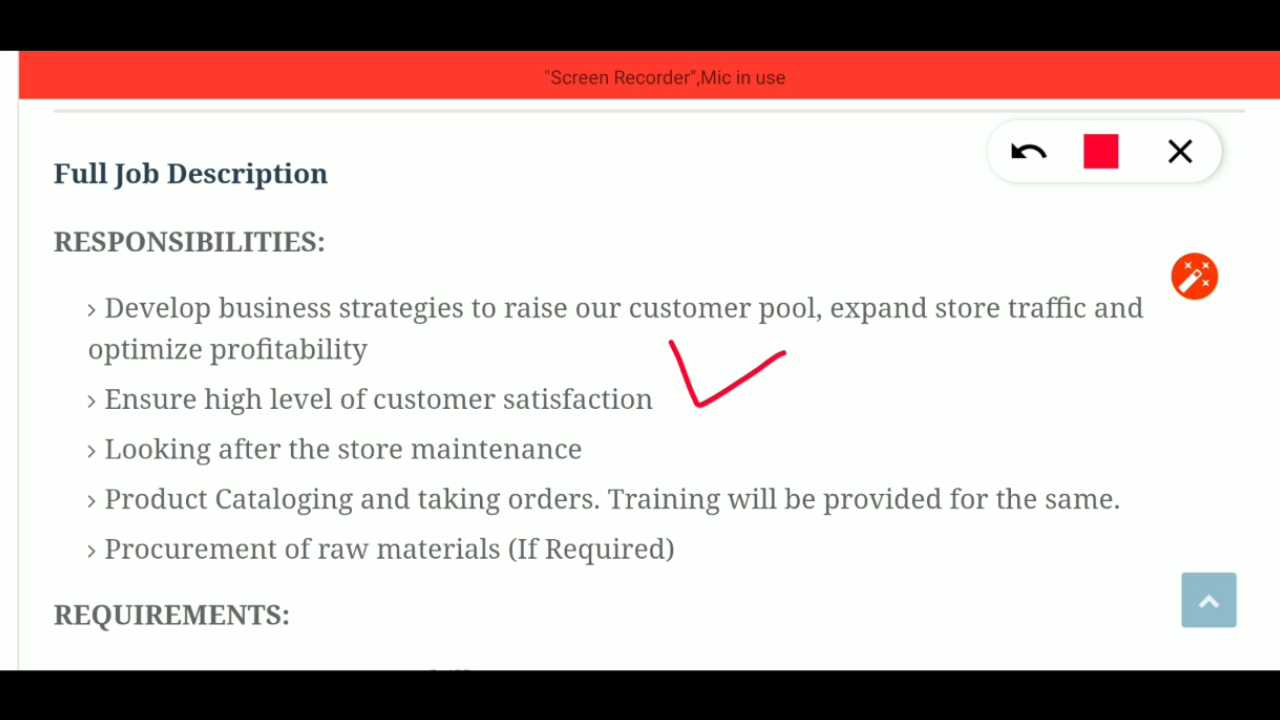 "Screen Recorder",Mic in use
Full Job Description
RESPONSIBILITIES:
› Develop business strategies to raise our customer pool, expand store traffic and
optimize profitability
› Ensure high level of customer satisfaction
› Looking after the store maintenance
› Product Cataloging and taking orders. Training will be provided for the same.
› Procurement of raw materials (If Required)
REQUIREMENTS: